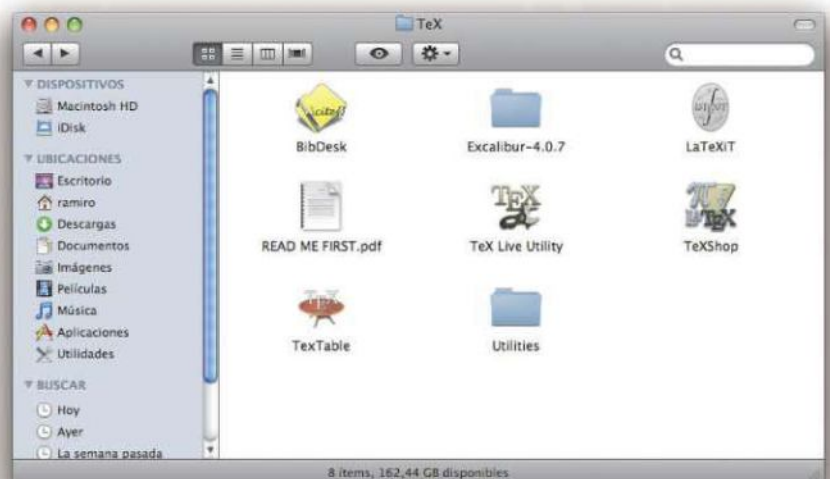 TeX
DISPOSITIVOS
Macintosh HD
iDisk
UBICACIONES
Escritorio
ramiro
Descargas
Documentos
Imágenes
Películas
Música
Aplicaciones
Utilidades
BUSCAR
Hoy
Ayer
La semana pasada
BibDesk
Excalibur-4.0.7
LaTeXiT
READ ME FIRST.pdf
TeX Live Utility
TeXShop
TexTable
Utilities
8 ítems, 162,44 GB disponibles